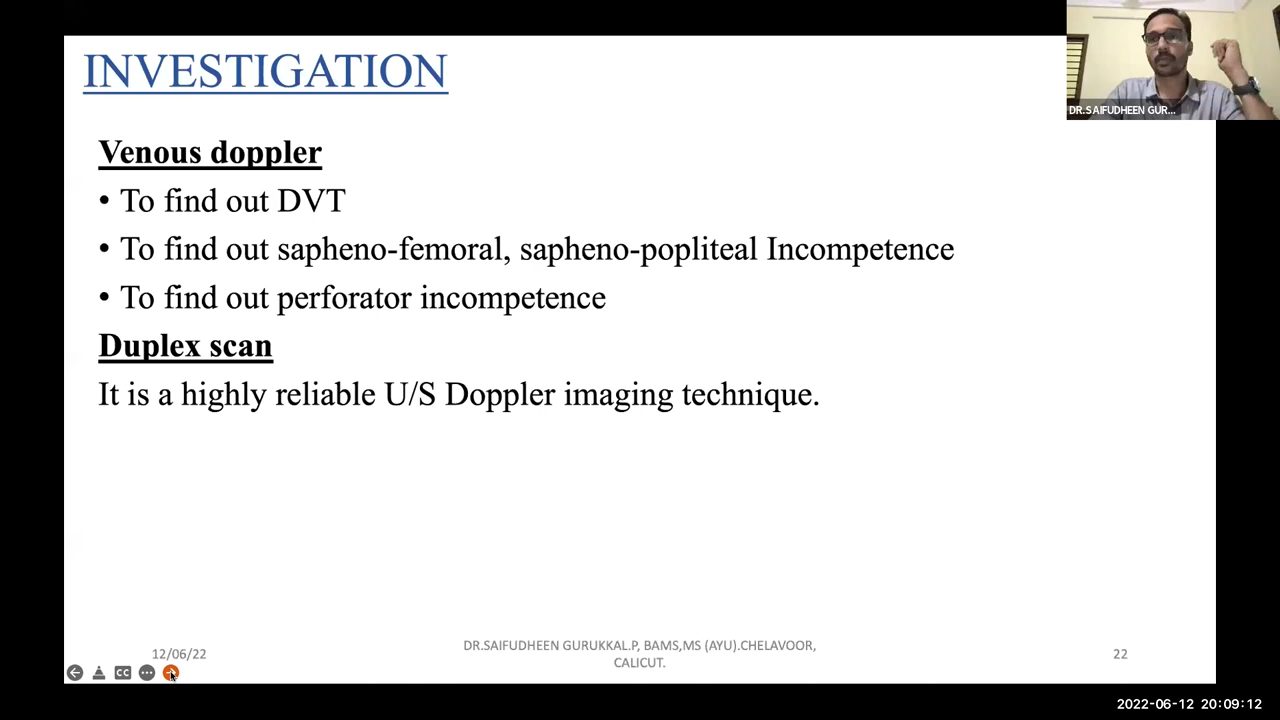 INVESTIGATION
DR.SAIFUDHEEN GUR...
Venous doppler
• To find out DVT
• To find out sapheno-femoral, sapheno-popliteal Incompetence
• To find out perforator incompetence
Duplex scan
It is a highly reliable U/S Doppler imaging technique.
12/06/22
DR.SAIFUDHEEN GURUKKAL.P, BAMS,MS (AYU).CHELAVOOR,
CALICUT.
22
CC
2022-06-12 20:09:12